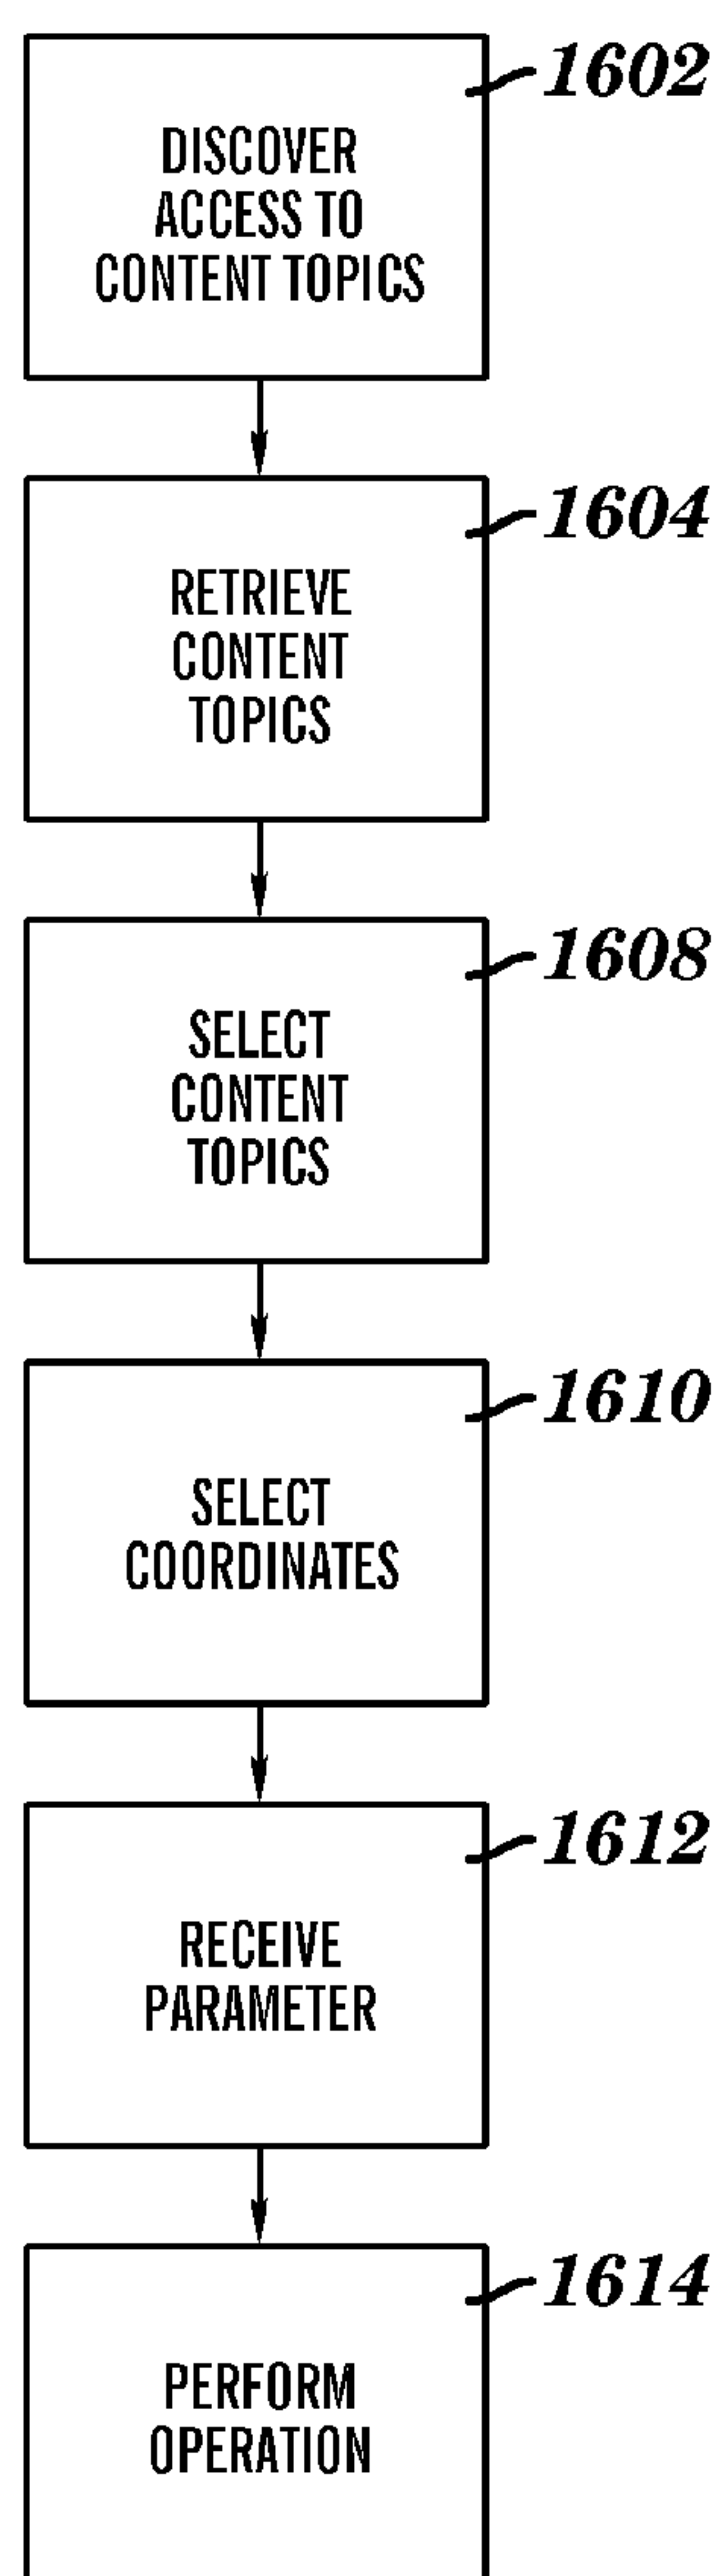 1602
DISCOVER
ACCESS TO
CONTENT TOPICS
1604
RETRIEVE
CONTENT
TOPICS
1608
SELECT
CONTENT
TOPICS
1610
SELECT
COORDINATES
1612
RECEIVE
PARAMETER
1614
PERFORM
OPERATION